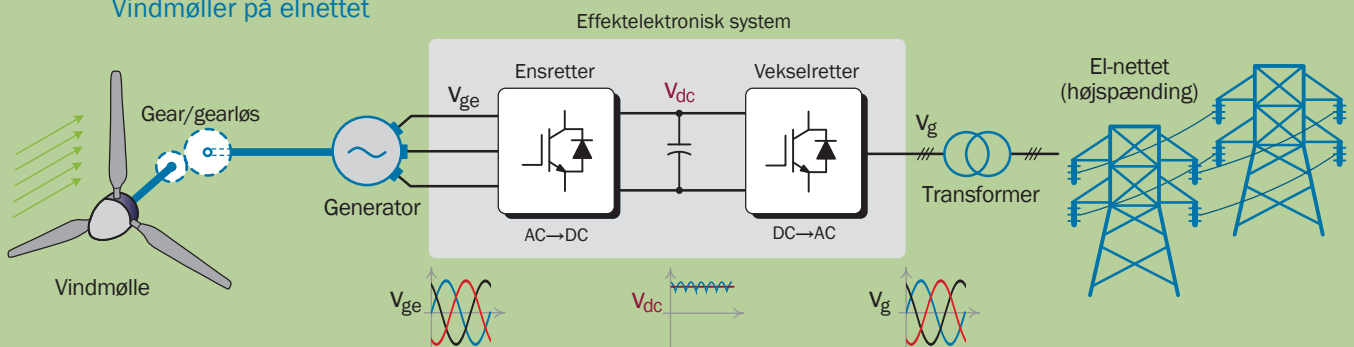 Vindmøller på elnettet
Effektelektronisk system
Ensretter
Vekselretter
El-nettet
(højspænding)
Gear/gearløs
Vge
Vdc
Vg
Generator
Transformer
AC→DC
DC→AC
Vindmølle
Vge
Vdc
Vg